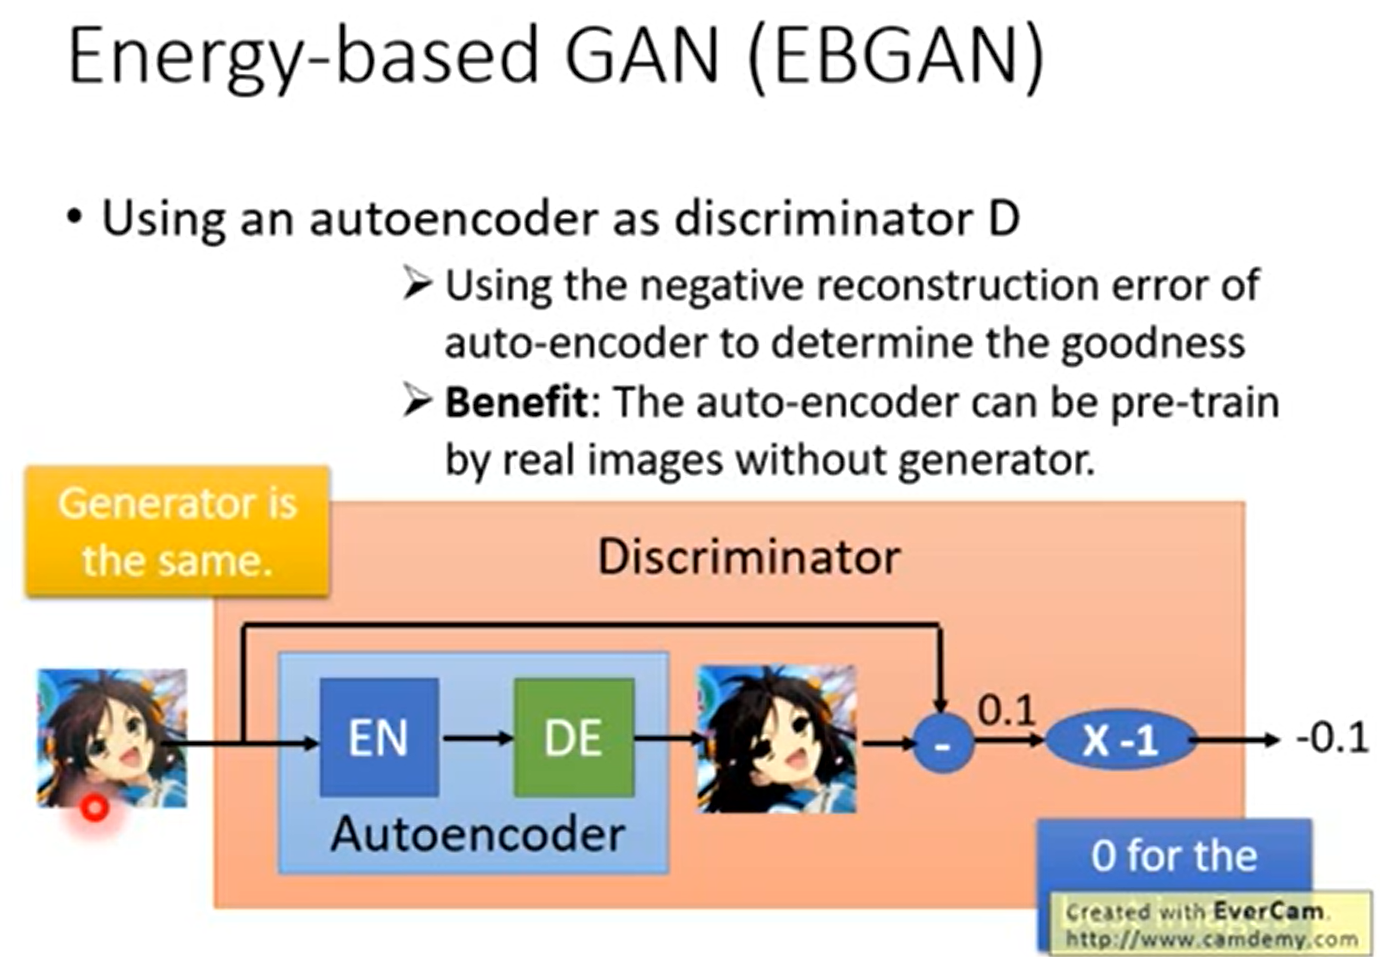 Energy-based GAN (EBGAN)
• Using an autoencoder as discriminator D
➢ Using the negative reconstruction error of
auto-encoder to determine the goodness
➢ Benefit: The auto-encoder can be pre-train
by real images without generator.
Generator is
the same.
Discriminator
EN
DE
Autoencoder
-
0.1
X -1
-0.1
0 for the
Created with EverCam.
http://www.camdemy.com